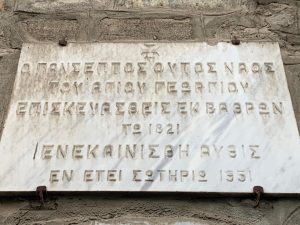 Ο ΠΑΝΣΕΠΤΟΣ ΟΥΤΟΣ ΝΑΟΣ
ΤΟΥ ΑΓΙΟΥ ΓΕΩΡΓΙΟΥ
ΕΠΙΣΚΕΥΑΣΘΕΙΣ ΕΚ ΒΑΘΡΩΝ
ΤΩ 1821
ΕΝΕΚΑΙΝΙΣΘΗ ΑΥΘΙΣ
ΕΝ ΕΤΕΙ ΣΩΤΗΡΙΩ 1951